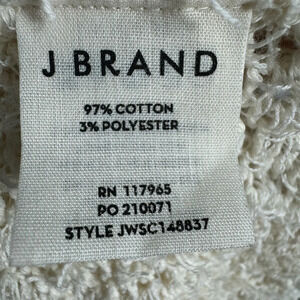 J BRAND
97% COTTON
3% POLYESTER
RN 117965
PO 210071
STYLE JWSC148837